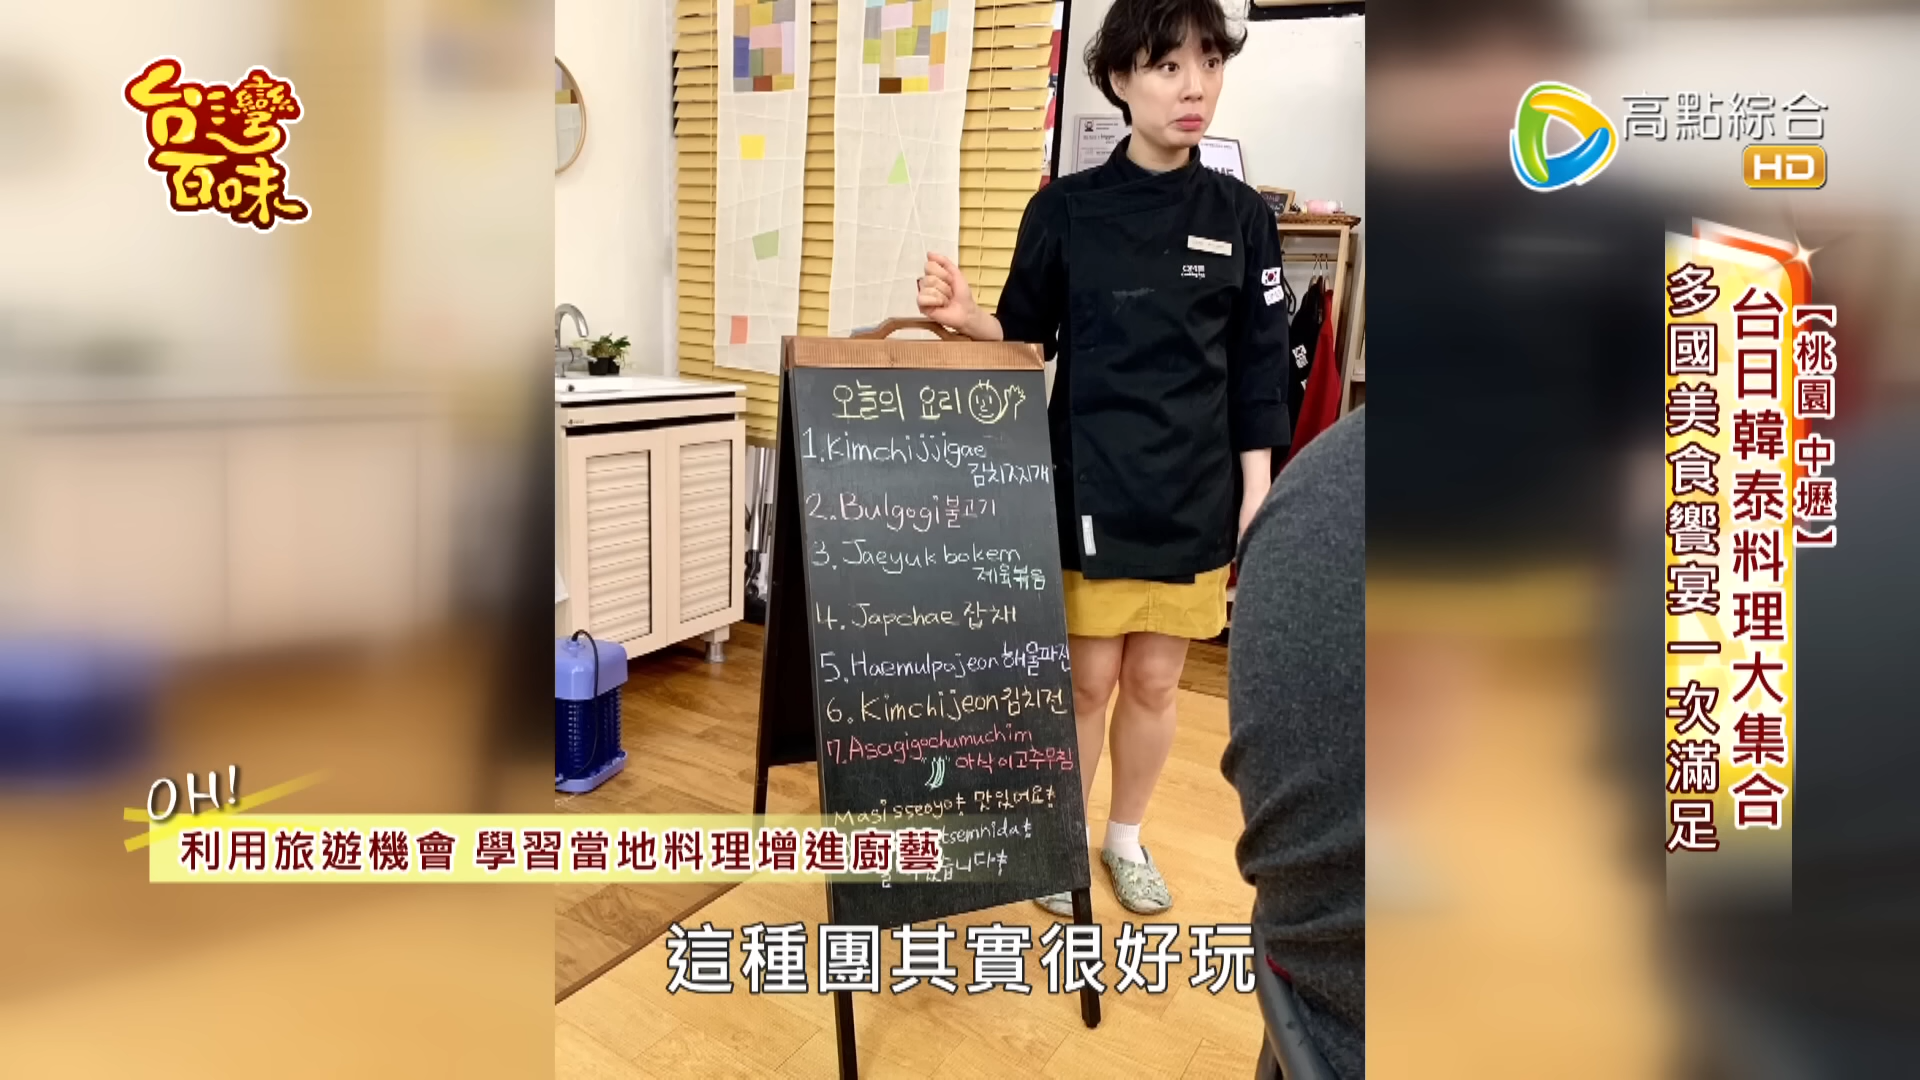 台灣百味
高點綜合
HD
【桃園 中壢】
台日韓泰料理大集合
多國美食饗宴一次滿足
오늘의 요리
1. Kimchi jjigae
김치찌개
2. Bulgogi 불고기
3. Jaeyuk bokem
제육볶음
4. Japchae 잡채
5. Haemulpajeon 해물파전
6. Kimchijeon 김치전
7. Asagigochumuchim
아삭이고추무침
Masisseoyo! 맛있어요!
OH!
利用旅遊機會 學習當地料理增進廚藝
這種團其實很好玩